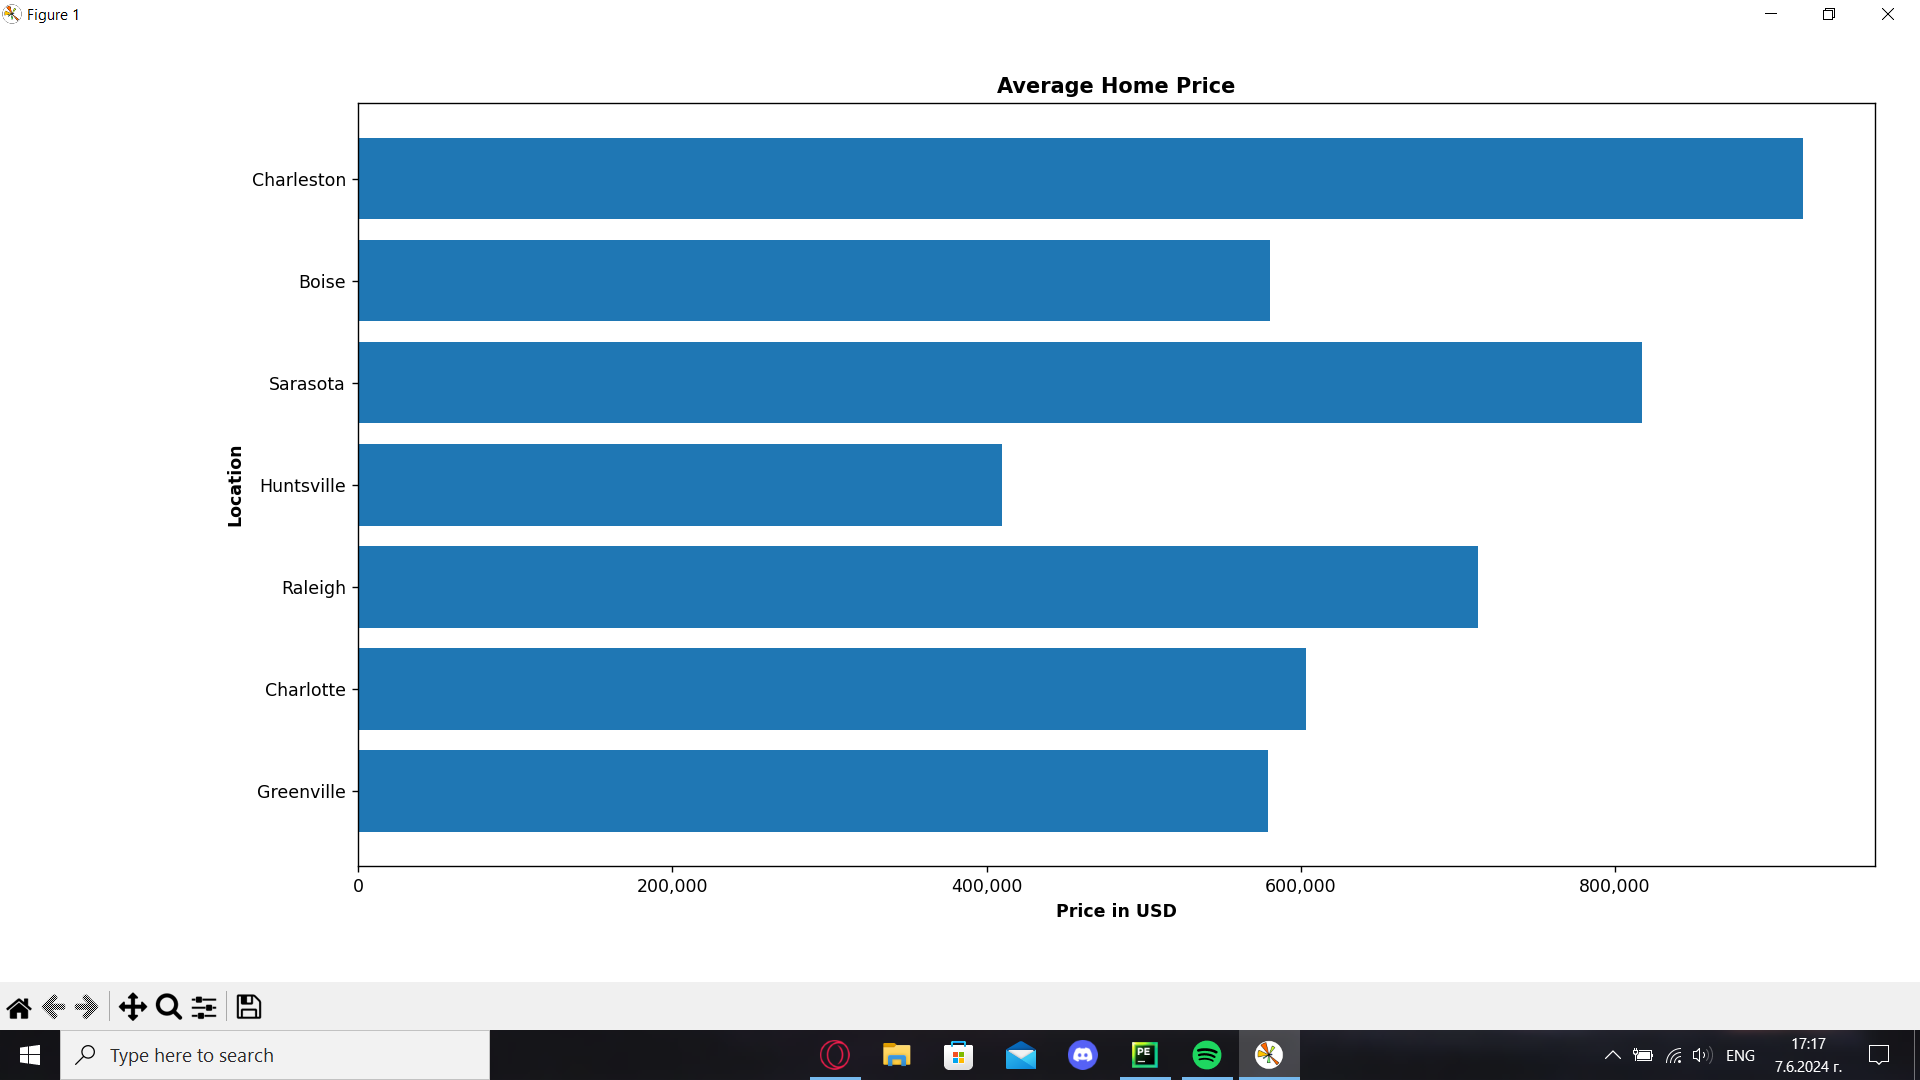 Figure 1
Average Home Price
Charleston
Boise
Sarasota
Huntsville
Raleigh
Charlotte
Greenville
Location
0 200,000 400,000 600,000 800,000
Price in USD
Type here to search
PE
ENG
17:17
7.6.2024 г.